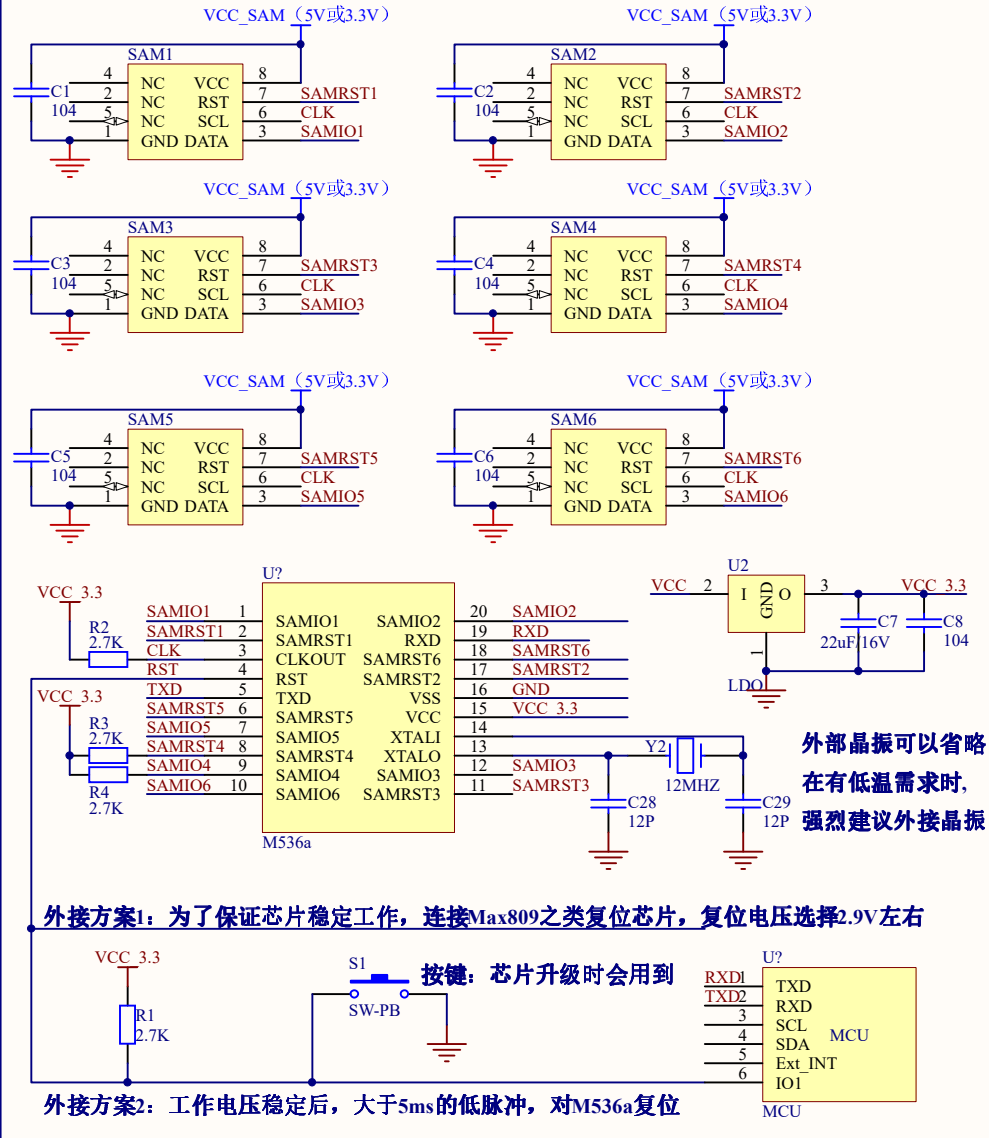 VCC_SAM（5V或3.3V） VCC_SAM（5V或3.3V）
SAM1 SAM2
C1 104 4 NC VCC 8 C2 104 4 NC VCC 8
2 NC RST 7 SAMRST1 2 NC RST 7 SAMRST2
5 NC SCL 6 CLK 5 NC SCL 6 CLK
1 GND DATA 3 SAMIO1 1 GND DATA 3 SAMIO2
VCC_SAM（5V或3.3V） VCC_SAM（5V或3.3V）
SAM3 SAM4
C3 104 4 NC VCC 8 C4 104 4 NC VCC 8
2 NC RST 7 SAMRST3 2 NC RST 7 SAMRST4
5 NC SCL 6 CLK 5 NC SCL 6 CLK
1 GND DATA 3 SAMIO3 1 GND DATA 3 SAMIO4
VCC_SAM（5V或3.3V） VCC_SAM（5V或3.3V）
SAM5 SAM6
C5 104 4 NC VCC 8 C6 104 4 NC VCC 8
2 NC RST 7 SAMRST5 2 NC RST 7 SAMRST6
5 NC SCL 6 CLK 5 NC SCL 6 CLK
1 GND DATA 3 SAMIO5 1 GND DATA 3 SAMIO6
U?
VCC_3.3
R2
2.7K
VCC_3.3
R3
2.7K
R4
2.7K
SAMIO1 1 SAMIO1 SAMIO2 20 SAMIO2
SAMRST1 2 SAMRST1 RXD 19 RXD
CLK 3 CLKOUT SAMRST6 18 SAMRST6
RST 4 RST SAMRST2 17 SAMRST2
TXD 5 TXD VSS 16 GND
SAMRST5 6 SAMRST5 VCC 15 VCC_3.3
SAMIO5 7 SAMIO5 XTALI 14
SAMRST4 8 SAMRST4 XTALO 13
SAMIO4 9 SAMIO4 SAMIO3 12 SAMIO3
SAMIO6 10 SAMIO6 SAMRST3 11 SAMRST3
M536a
U2
VCC 2 I GND O 3 VCC_3.3
1
C7
22uF/16V
C8
104
LDO
Y2
12MHZ
C28
12P
C29
12P
外部晶振可以省略
在有低温需求时,
强烈建议外接晶振
外接方案1：为了保证芯片稳定工作，连接Max809之类复位芯片，复位电压选择2.9V左右
VCC_3.3
R1
2.7K
S1
SW-PB
按键：芯片升级时会用到
U?
RXD 1 TXD
TXD 2 RXD
3 SCL
4 SDA
5 Ext_INT
6 IO1
MCU
MCU
外接方案2：工作电压稳定后，大于5ms的低脉冲，对M536a复位